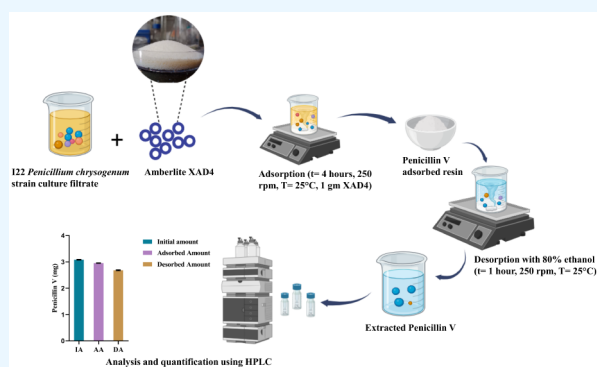 I22 Penicillium chrysogenum
strain culture filtrate
+
Amberlite XAD4
Adsorption (t= 4 hours, 250
rpm, T= 25°C, 1 gm XAD4)
Penicillin V
adsorbed resin
Desorption with 80% ethanol
(t= 1 hour, 250 rpm, T= 25°C)
Extracted Penicillin V
Initial amount
Adsorbed Amount
Desorbed Amount
Penicillin V (mg)
4
3
2
1
0
IA AA DA
Analysis and quantification using HPLC